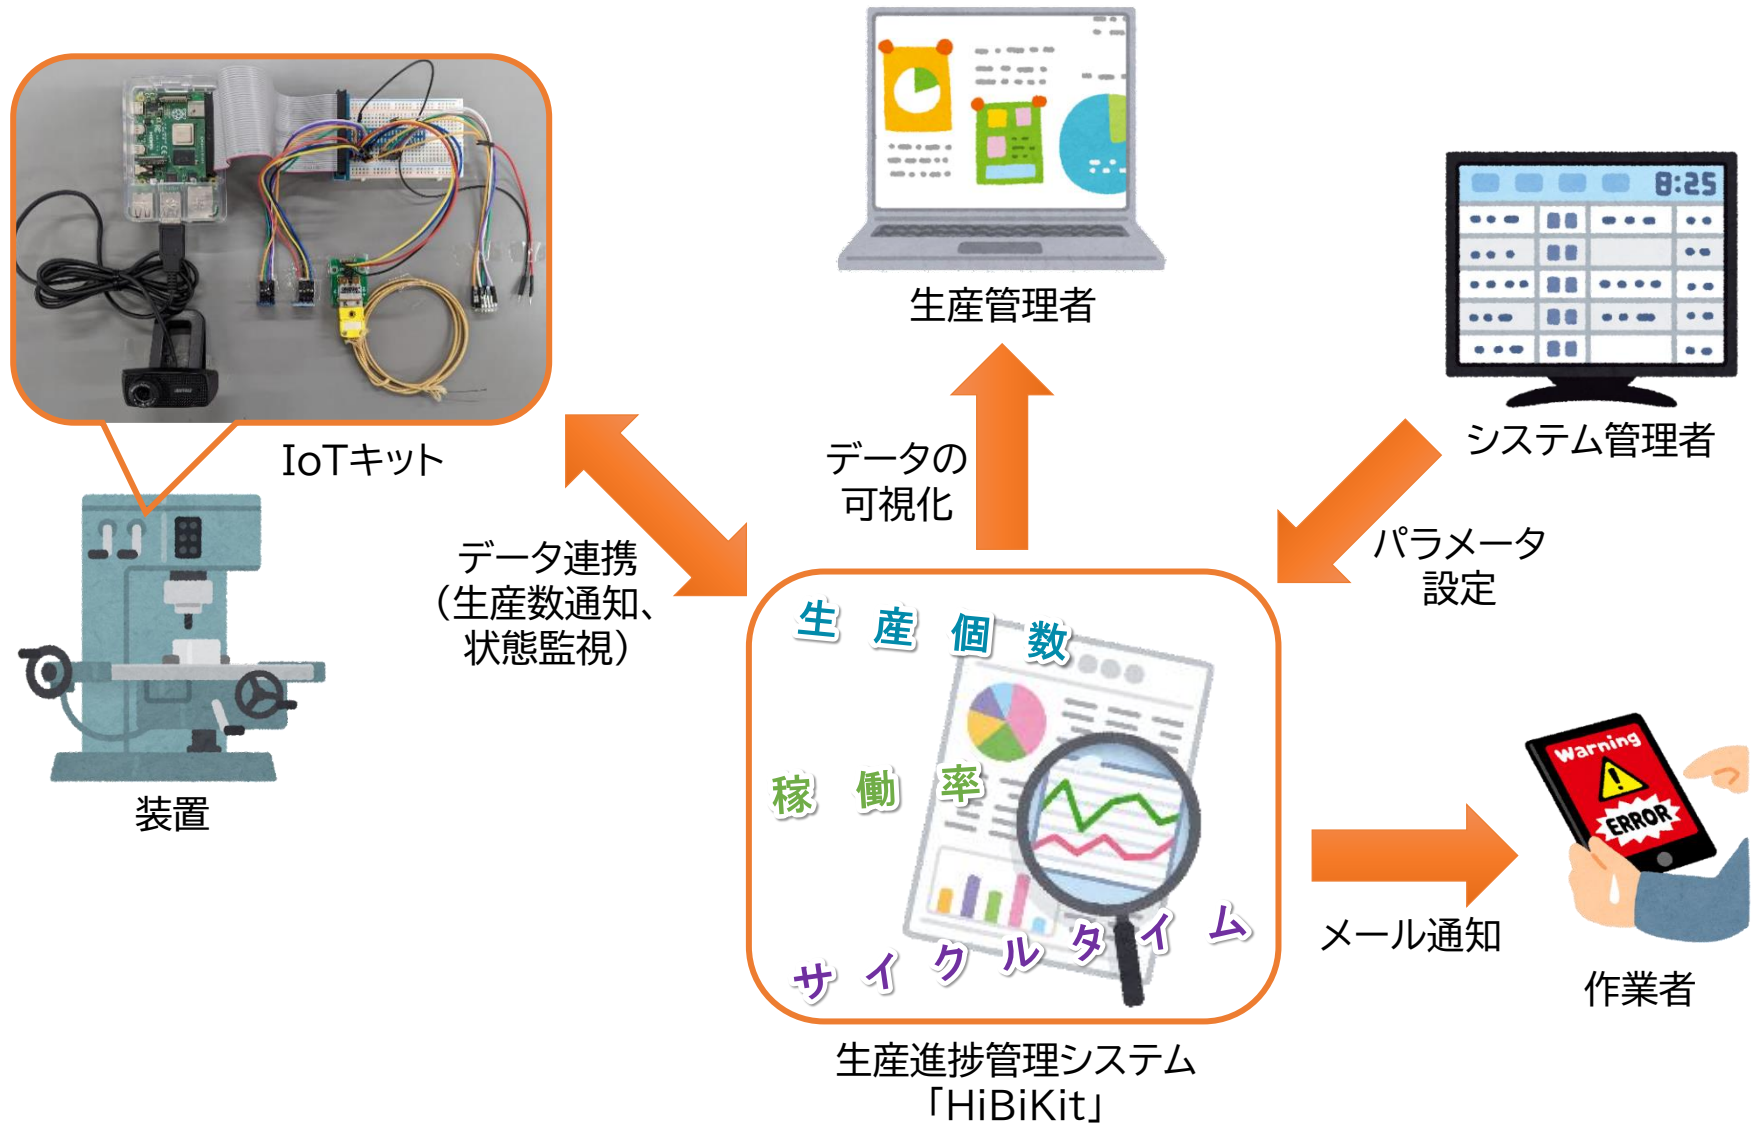 生産管理者
8:25
システム管理者
IoTキット
データの
可視化
パラメータ
設定
データ連携
（生産数通知、
状態監視）
装置
生産個数
稼働率
サイクルタイム
Warning
ERROR
メール通知
作業者
生産進捗管理システム
「HiBiKit」